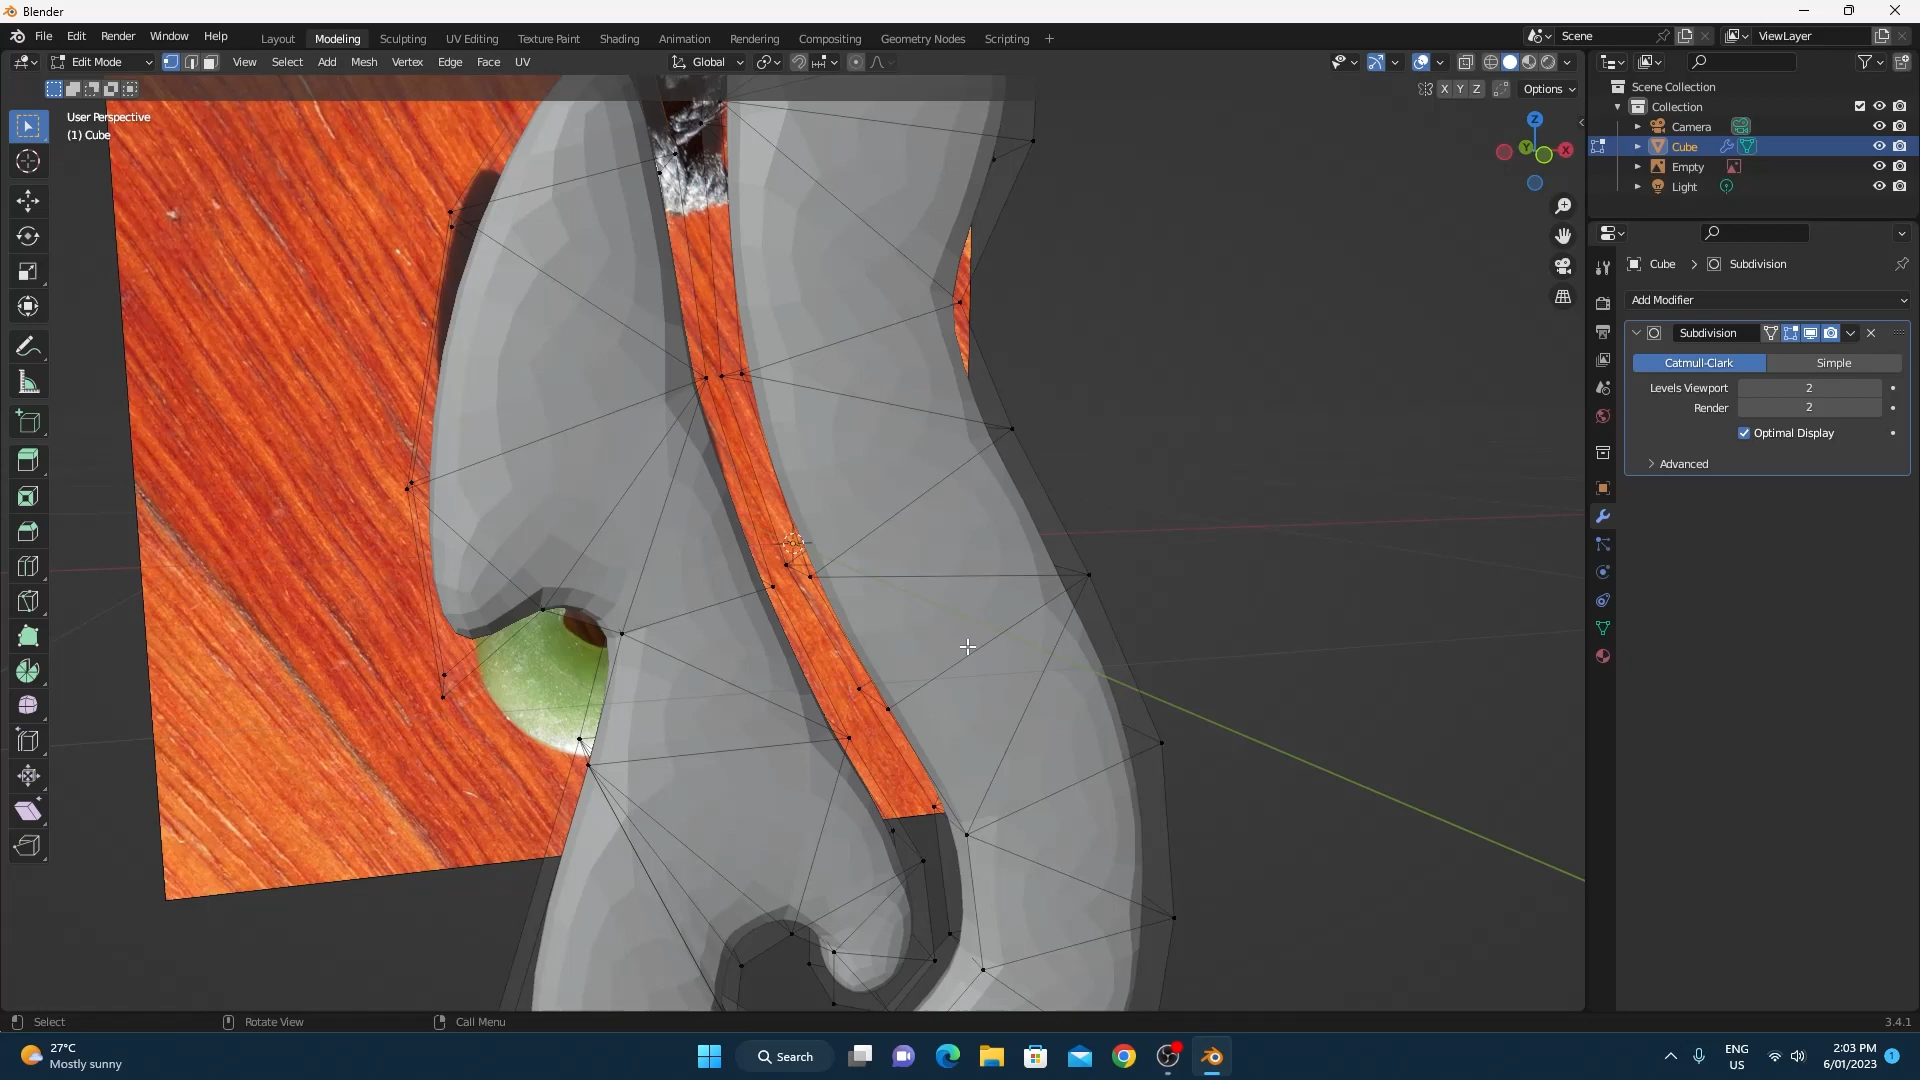 Blender
File Edit Render Window Help
Layout Modeling Sculpting UV Editing Texture Paint Shading Animation Rendering Compositing Geometry Nodes Scripting +
Scene
ViewLayer
Edit Mode
View Select Add Mesh Vertex Edge Face UV
Global
X Y Z
Options
User Perspective
(1) Cube
Z
Y
X
Scene Collection
Collection
Camera
Cube
Empty
Light
Cube > Subdivision
Add Modifier
Subdivision
Catmull-Clark Simple
Levels Viewport 2
Render 2
Optimal Display
Advanced
Select
Rotate View
Call Menu
3.4.1
27°C
Mostly sunny
Search
ENG
US
2:03 PM
6/01/2023
1